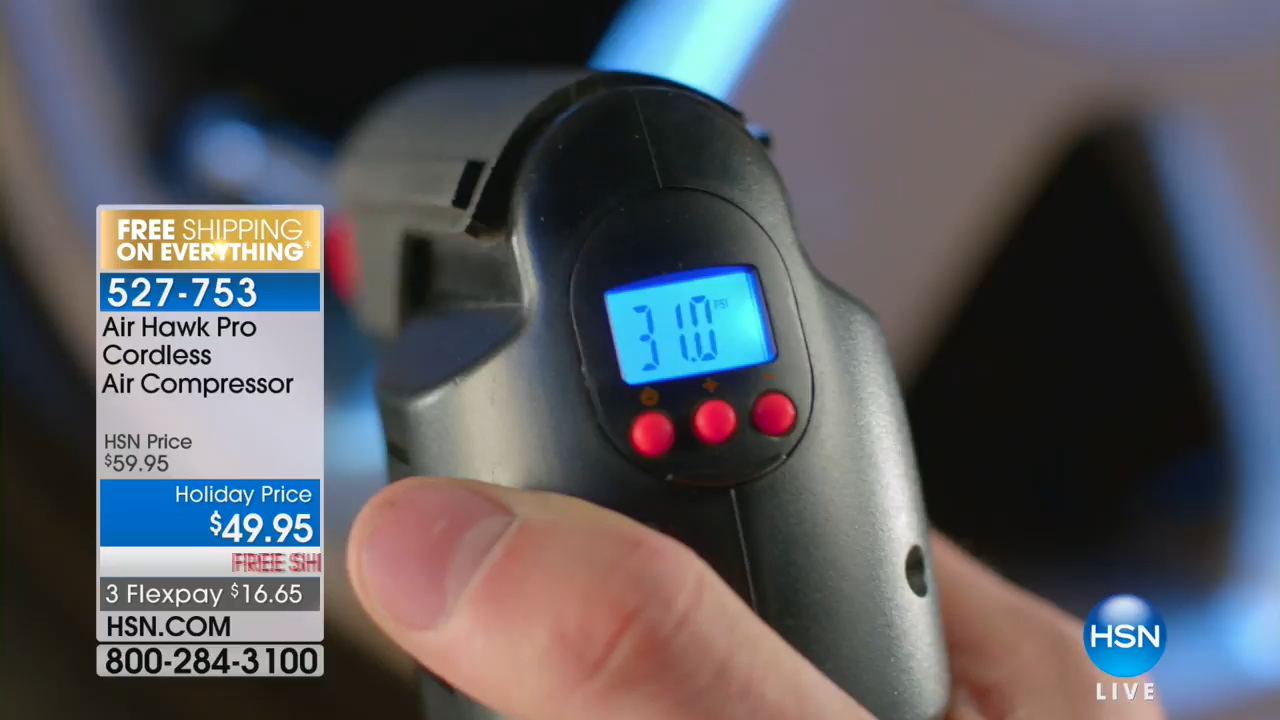 FREE SHIPPING
ON EVERYTHING*
527-753
Air Hawk Pro
Cordless
Air Compressor
HSN Price
$59.95
Holiday Price
$49.95
FREE SHI
3 Flexpay $16.65
HSN.COM
800-284-3100
31.0 PSI
HSN
LIVE